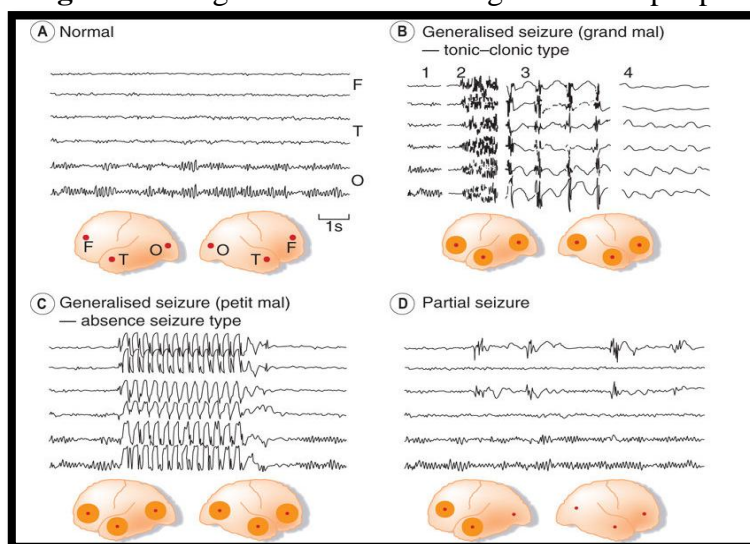 A Normal
F
T
O
1s
F T O
O T F
B Generalised seizure (grand mal)
— tonic–clonic type
1 2 3 4
C Generalised seizure (petit mal)
— absence seizure type
D Partial seizure